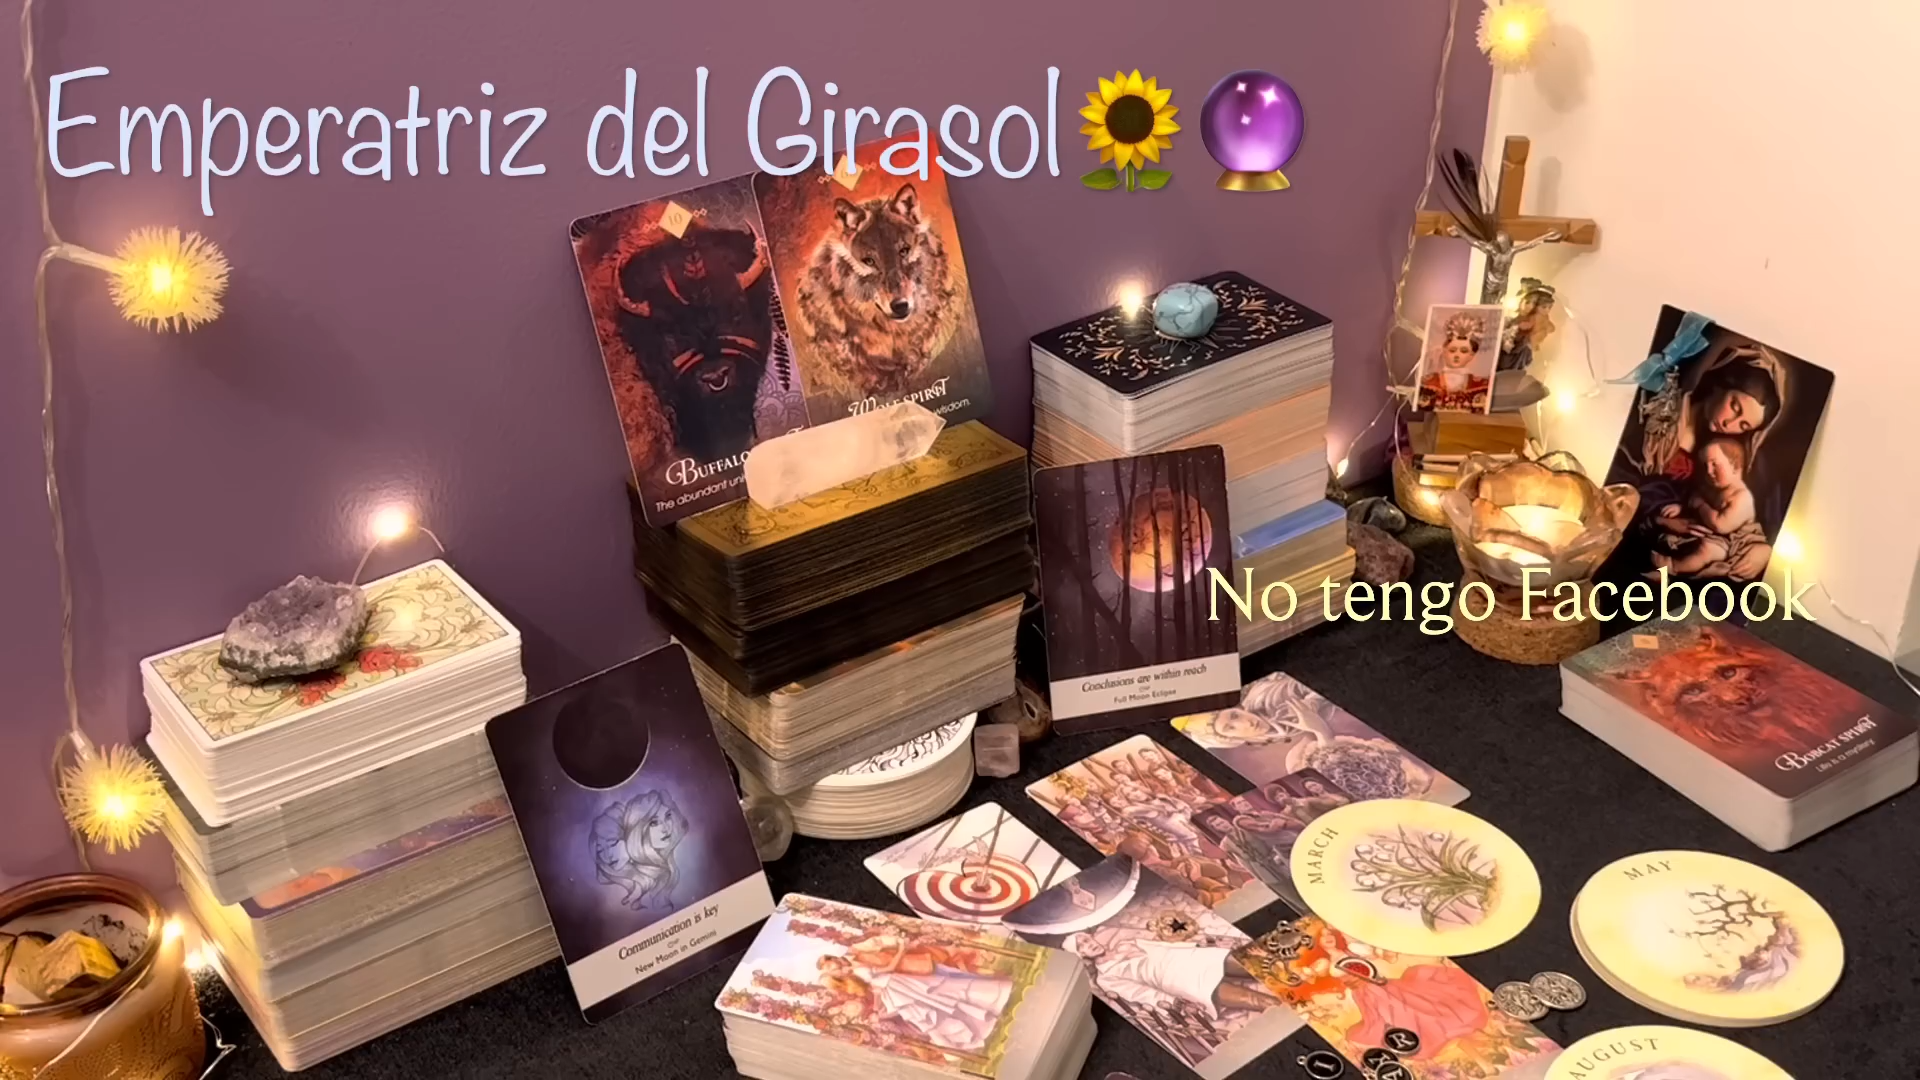 Emperatriz del Girasol🌻🔮
10
WOLF SPIRIT
wisdom.
BUFFALO
The abundant
No tengo Facebook
Conclusions are within reach
Full Moon Eclipse
BOBCAT SPIRIT
Life is a mystery.
Communication is key
New Moon in Gemini
MARCH
MAY
AUGUST
I
R
A